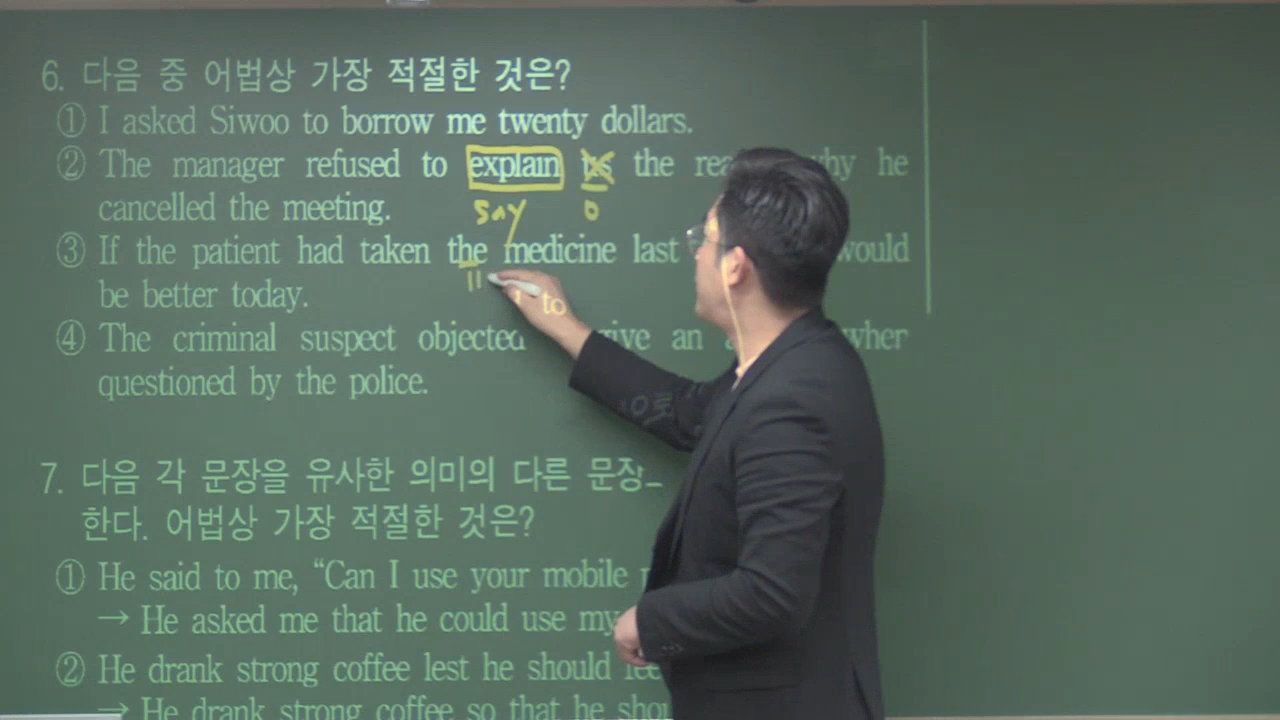 6. 다음 중 어법상 가장 적절한 것은?
① I asked Siwoo to borrow me twenty dollars.
② The manager refused to explain us the why he
say o
cancelled the meeting.
③ If the patient had taken the medicine last would
to
be better today.
④ The criminal suspect objected give an
questioned by the police.
7. 다음 각 문장을 유사한 의미의 다른 문장
한다. 어법상 가장 적절한 것은?
① He said to me, “Can I use your mobile
→ He asked me that he could use my
② He drank strong coffee lest he should
→ He drank strong coffee so that he